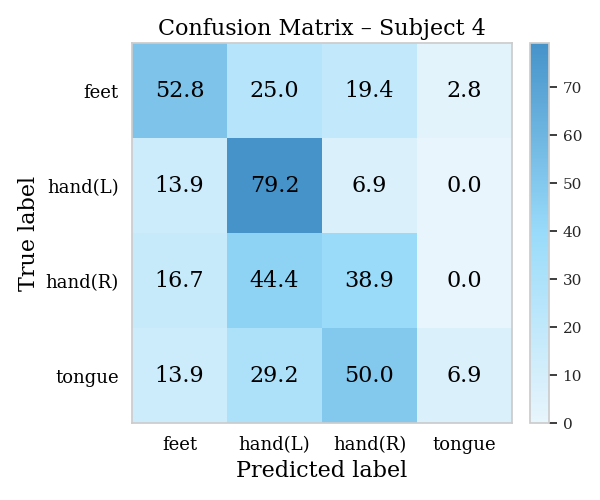 Confusion Matrix – Subject 4
feet 52.8 25.0 19.4 2.8
hand(L) 13.9 79.2 6.9 0.0
hand(R) 16.7 44.4 38.9 0.0
tongue 13.9 29.2 50.0 6.9
feet hand(L) hand(R) tongue
Predicted label
True label
70
60
50
40
30
20
10
0